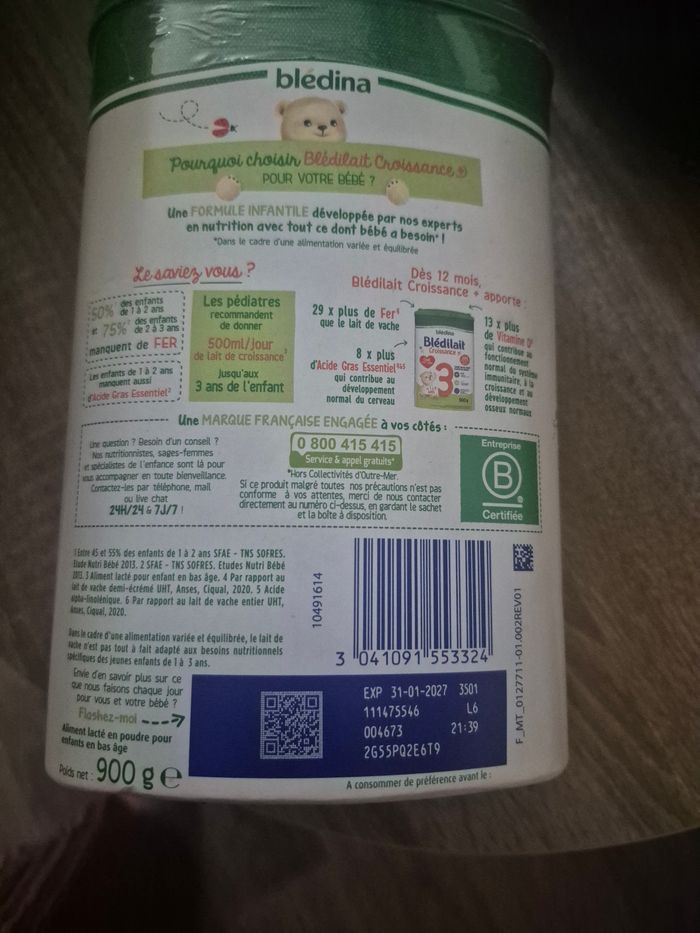 blédina
Pourquoi choisir Blédilait Croissance +
POUR VOTRE BÉBÉ ?
Une FORMULE INFANTILE développée par nos experts
en nutrition avec tout ce dont bébé a besoin* !
*Dans le cadre d'une alimentation variée et équilibrée
Le saviez vous ?
50% des enfants
de 1 à 2 ans
et 75% des enfants
de 2 à 3 ans
manquent de FER
Les enfants de 1 à 2 ans
manquent aussi
d'Acide Gras Essentiel²
Les pédiatres
recommandent
de donner
500ml/jour
de lait de croissance³
jusqu'aux
3 ans de l'enfant
Dès 12 mois,
Blédilait Croissance + apporte :
29 x plus de Fer⁴
que le lait de vache
8 x plus
d'Acide Gras Essentiel⁴˒⁵
qui contribue au
développement
normal du cerveau
blédina
Blédilait
Croissance +
3
900g
13 x plus
de Vitamine D⁶
qui contribue au
fonctionnement
normal du système
immunitaire, à la
croissance et au
développement
osseux normaux
Une MARQUE FRANÇAISE ENGAGÉE à vos côtés :
Une question ? Besoin d'un conseil ?
Nos nutritionnistes, sages-femmes
et spécialistes de l'enfance sont là pour
vous accompagner en toute bienveillance.
Contactez-les par téléphone, mail
ou live chat
24H/24 & 7J/7 !
0 800 415 415
Service & appel gratuits*
*Hors Collectivités d'Outre-Mer.
Si ce produit malgré toutes nos précautions n'est pas
conforme à vos attentes, merci de nous contacter
directement au numéro ci-dessus, en gardant le sachet
et la boîte à disposition.
Entreprise
B
Certifiée
1 Entre 45 et 55% des enfants de 1 à 2 ans SFAE - TNS SOFRES.
Etude Nutri Bébé 2013. 2 SFAE - TNS SOFRES. Etudes Nutri Bébé
2013. 3 Aliment lacté pour enfant en bas âge. 4 Par rapport au
lait de vache demi-écrémé UHT, Anses, Ciqual, 2020. 5 Acide
alpha-linolénique. 6 Par rapport au lait de vache entier UHT,
Anses, Ciqual, 2020.
Dans le cadre d'une alimentation variée et équilibrée, le lait de
vache n'est pas tout à fait adapté aux besoins nutritionnels
spécifiques des jeunes enfants de 1 à 3 ans.
10491614
3 041091 553324
F_MT_0127711-01.002REV01
Envie d'en savoir plus sur ce
que nous faisons chaque jour
pour vous et votre bébé ?
Flashez-moi
Aliment lacté en poudre pour
enfants en bas âge
Poids net : 900 g e
EXP 31-01-2027 3501
111475546 L6
004673 21:39
2G55PQ2E6T9
A consommer de préférence avant le :